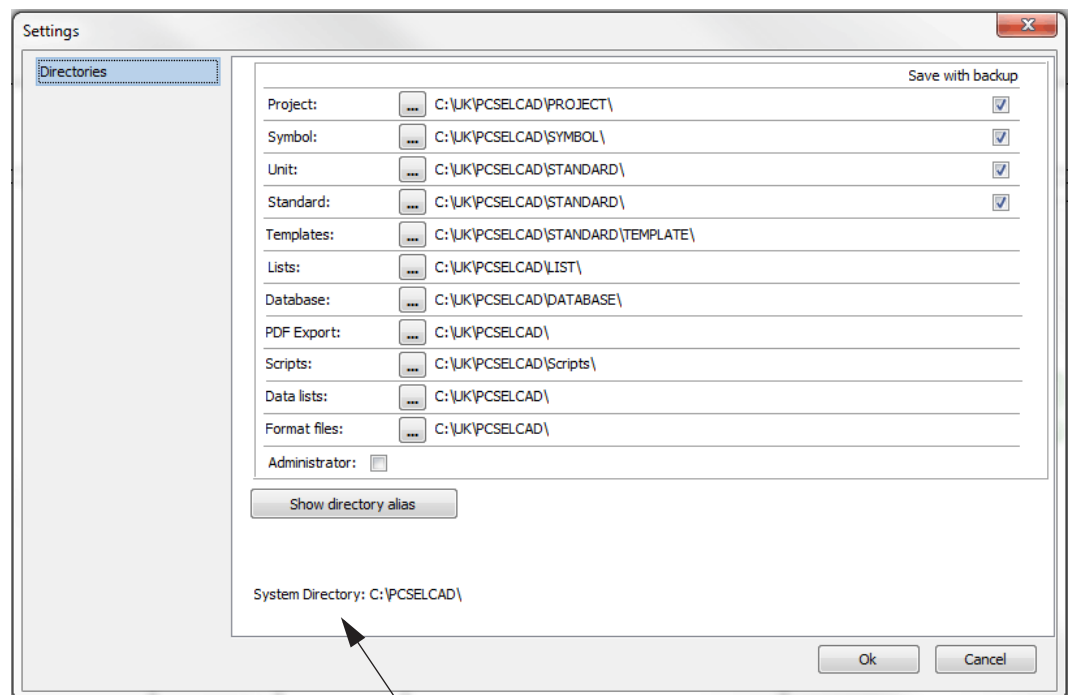 Settings
Directories
Save with backup
Project: ... C:\UK\PCSELCAD\PROJECT\
Symbol: ... C:\UK\PCSELCAD\SYMBOL\
Unit: ... C:\UK\PCSELCAD\STANDARD\
Standard: ... C:\UK\PCSELCAD\STANDARD\
Templates: ... C:\UK\PCSELCAD\STANDARD\TEMPLATE\
Lists: ... C:\UK\PCSELCAD\LIST\
Database: ... C:\UK\PCSELCAD\DATABASE\
PDF Export: ... C:\UK\PCSELCAD\
Scripts: ... C:\UK\PCSELCAD\Scripts\
Data lists: ... C:\UK\PCSELCAD\
Format files: ... C:\UK\PCSELCAD\
Administrator:
Show directory alias
System Directory: C:\PCSELCAD\
Ok Cancel